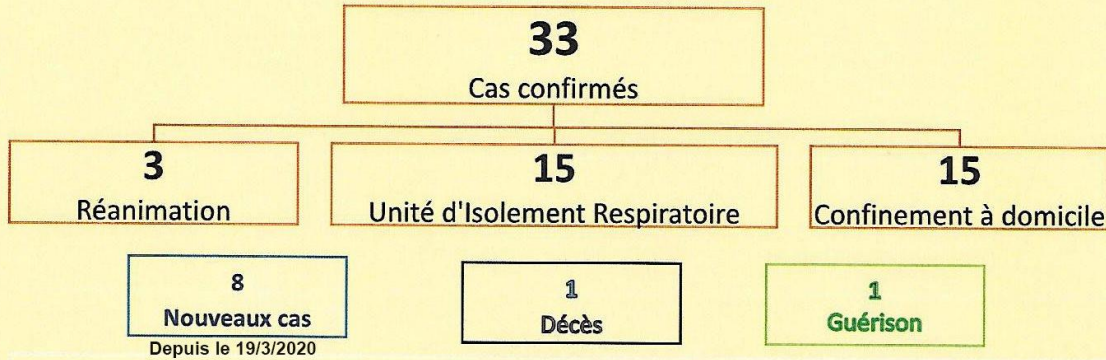 33
Cas confirmés
3
Réanimation
15
Unité d'Isolement Respiratoire
15
Confinement à domicile
8
Nouveaux cas
Depuis le 19/3/2020
1
Décès
1
Guérison